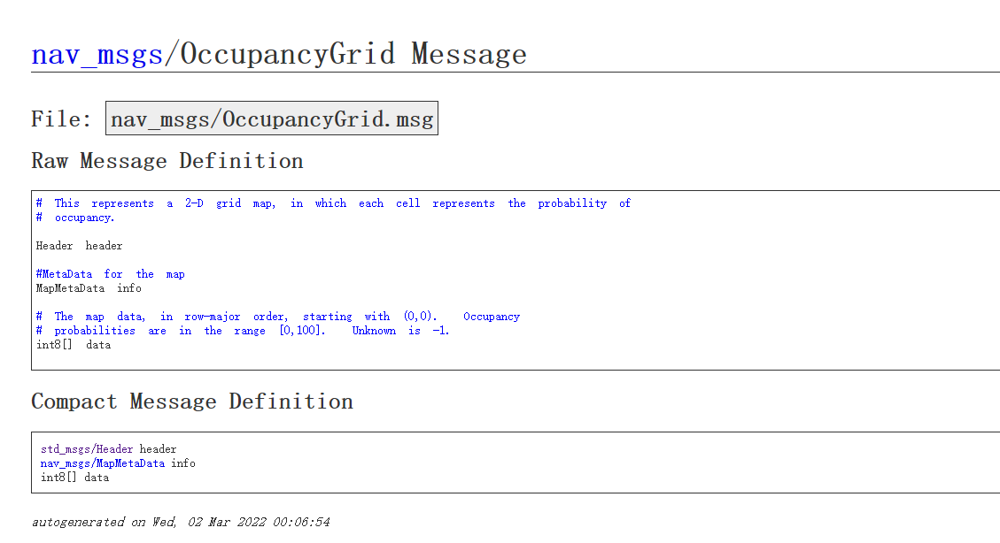 nav_msgs/OccupancyGrid Message
File: nav_msgs/OccupancyGrid.msg
Raw Message Definition
# This represents a 2-D grid map, in which each cell represents the probability of
# occupancy.
Header header
#MetaData for the map
MapMetaData info
# The map data, in row-major order, starting with (0,0). Occupancy
# probabilities are in the range [0,100]. Unknown is -1.
int8[] data
Compact Message Definition
std_msgs/Header header
nav_msgs/MapMetaData info
int8[] data
autogenerated on Wed, 02 Mar 2022 00:06:54